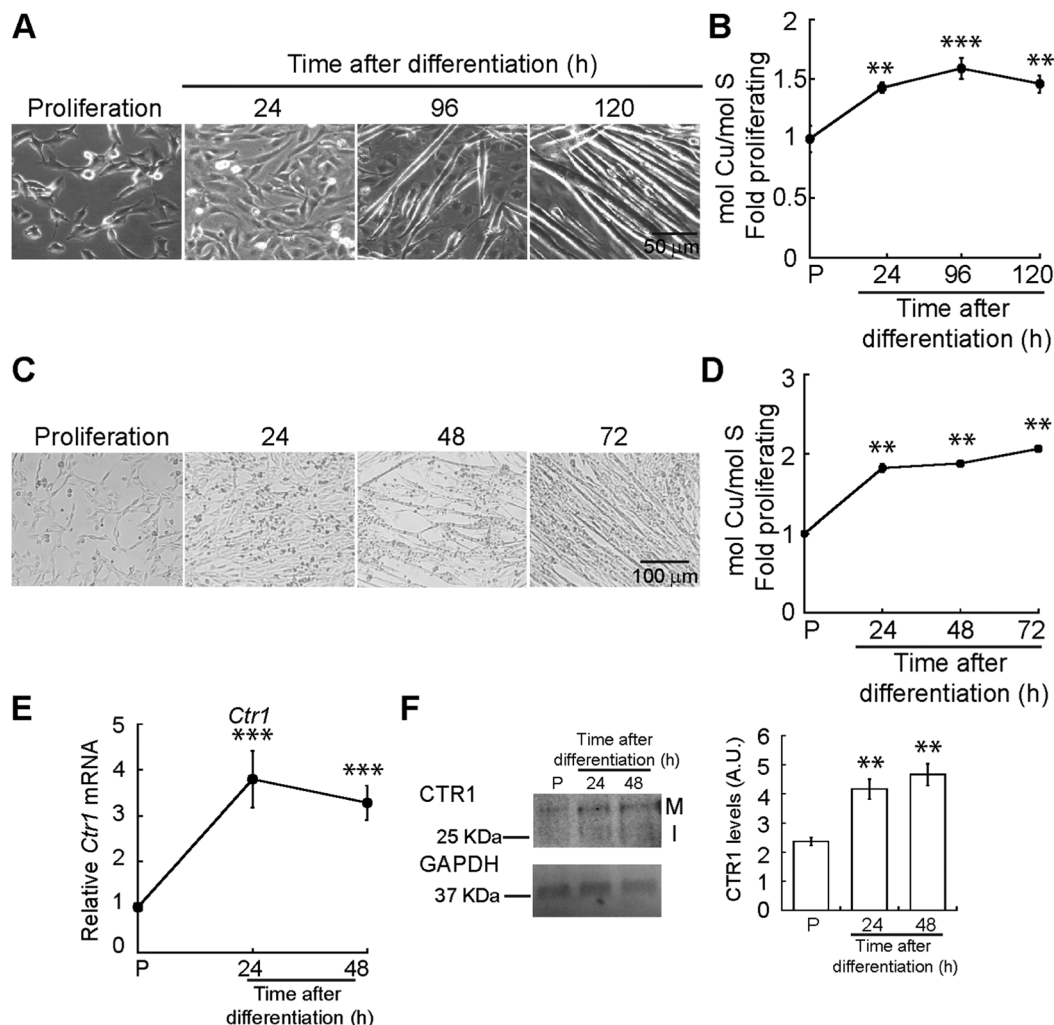 A
Time after differentiation (h)
Proliferation 24 96 120
50 µm
B
mol Cu/mol S
Fold proliferating
2
1.5
1
0.5
0
** *** **
P 24 96 120
Time after
differentiation (h)
C
Proliferation 24 48 72
100 µm
D
mol Cu/mol S
Fold proliferating
3
2
1
0
** ** **
P 24 48 72
Time after
differentiation (h)
E
Relative Ctr1 mRNA
5
4
3
2
1
0
Ctr1
*** ***
P 24 48
Time after
differentiation (h)
F
Time after
differentiation (h)
P 24 48
CTR1
M
I
25 KDa
GAPDH
37 KDa
CTR1 levels (A.U.)
6
5
4
3
2
1
0
** **
P 24 48
Time after
differentiation (h)